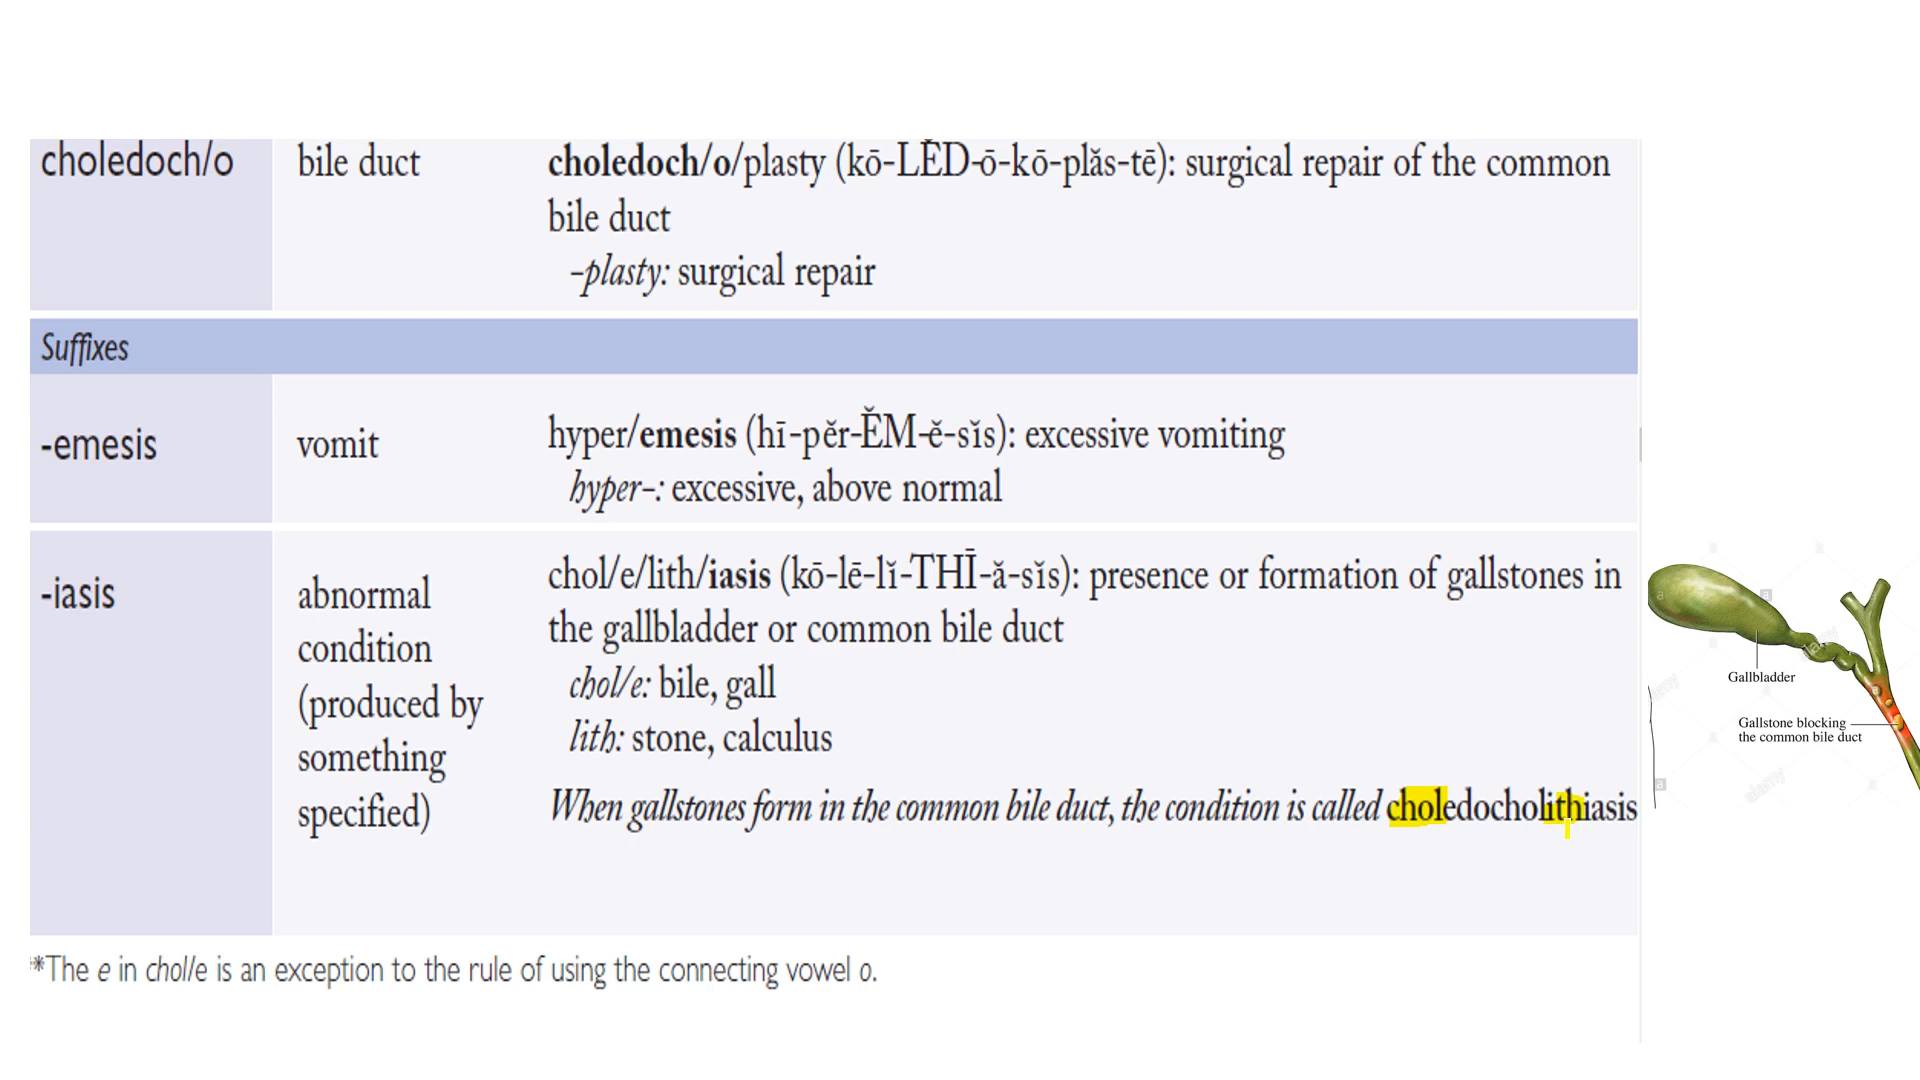 choledoch/o bile duct choledoch/o/plasty (kō-LĔD-ō-kō-plăs-tē): surgical repair of the common
bile duct
-plasty: surgical repair
Suffixes
-emesis vomit hyper/emesis (hī-pĕr-ĔM-ĕ-sĭs): excessive vomiting
hyper-: excessive, above normal
-iasis abnormal condition (produced by something specified)
chol/e/lith/iasis (kō-lē-lĭ-THĪ-ă-sĭs): presence or formation of gallstones in
the gallbladder or common bile duct
chol/e: bile, gall
lith: stone, calculus
When gallstones form in the common bile duct, the condition is called choledocholithiasis
**The e in chol/e is an exception to the rule of using the connecting vowel o.
Gallbladder
Gallstone blocking
the common bile duct
alamy